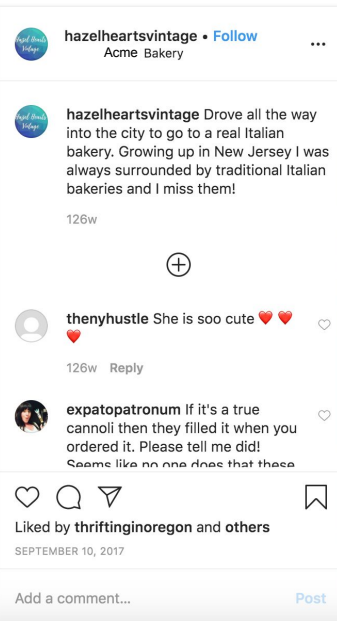 hazelheartsvintage • Follow
Acme Bakery
hazelheartsvintage Drove all the way
into the city to go to a real Italian
bakery. Growing up in New Jersey I was
always surrounded by traditional Italian
bakeries and I miss them!
126w
thenyhustle She is soo cute ❤️ ❤️
❤️
126w Reply
expatopatronum If it's a true
cannoli then they filled it when you
ordered it. Please tell me did!
Seems like no one does that these
Liked by thriftinginoregon and others
SEPTEMBER 10, 2017
Add a comment... Post